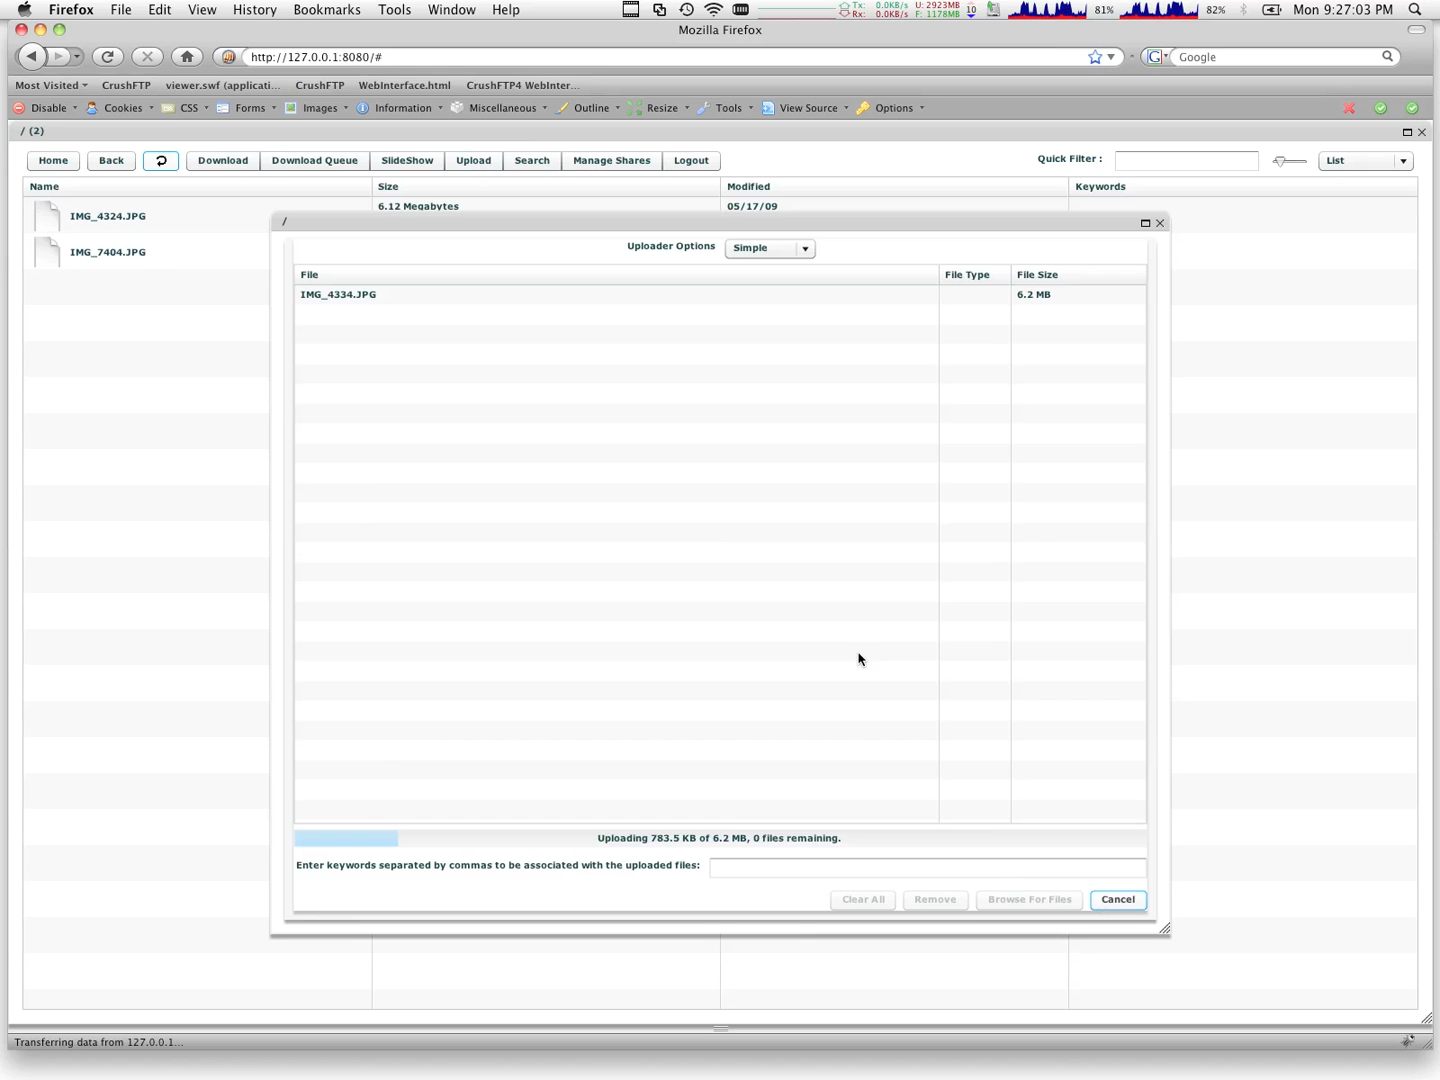 Firefox File Edit View History Bookmarks Tools Window Help Tx: 0.0KB/s U: 2923MB 10 81% 82% Mon 9:27:03 PM
Rx: 0.0KB/s F: 1178MB
Mozilla Firefox
http://127.0.0.1:8080/# G Google
Most Visited CrushFTP viewer.swf (applicati... CrushFTP WebInterface.html CrushFTP4 WebInter...
Disable Cookies CSS Forms Images Information Miscellaneous Outline Resize Tools View Source Options
/ (2)
Home Back Download Download Queue SlideShow Upload Search Manage Shares Logout Quick Filter : List
Name Size Modified Keywords
6.12 Megabytes 05/17/09
IMG_4324.JPG
IMG_7404.JPG
/
Uploader Options Simple
File File Type File Size
IMG_4334.JPG 6.2 MB
Uploading 783.5 KB of 6.2 MB, 0 files remaining.
Enter keywords separated by commas to be associated with the uploaded files:
Clear All Remove Browse For Files Cancel
Transferring data from 127.0.0.1...